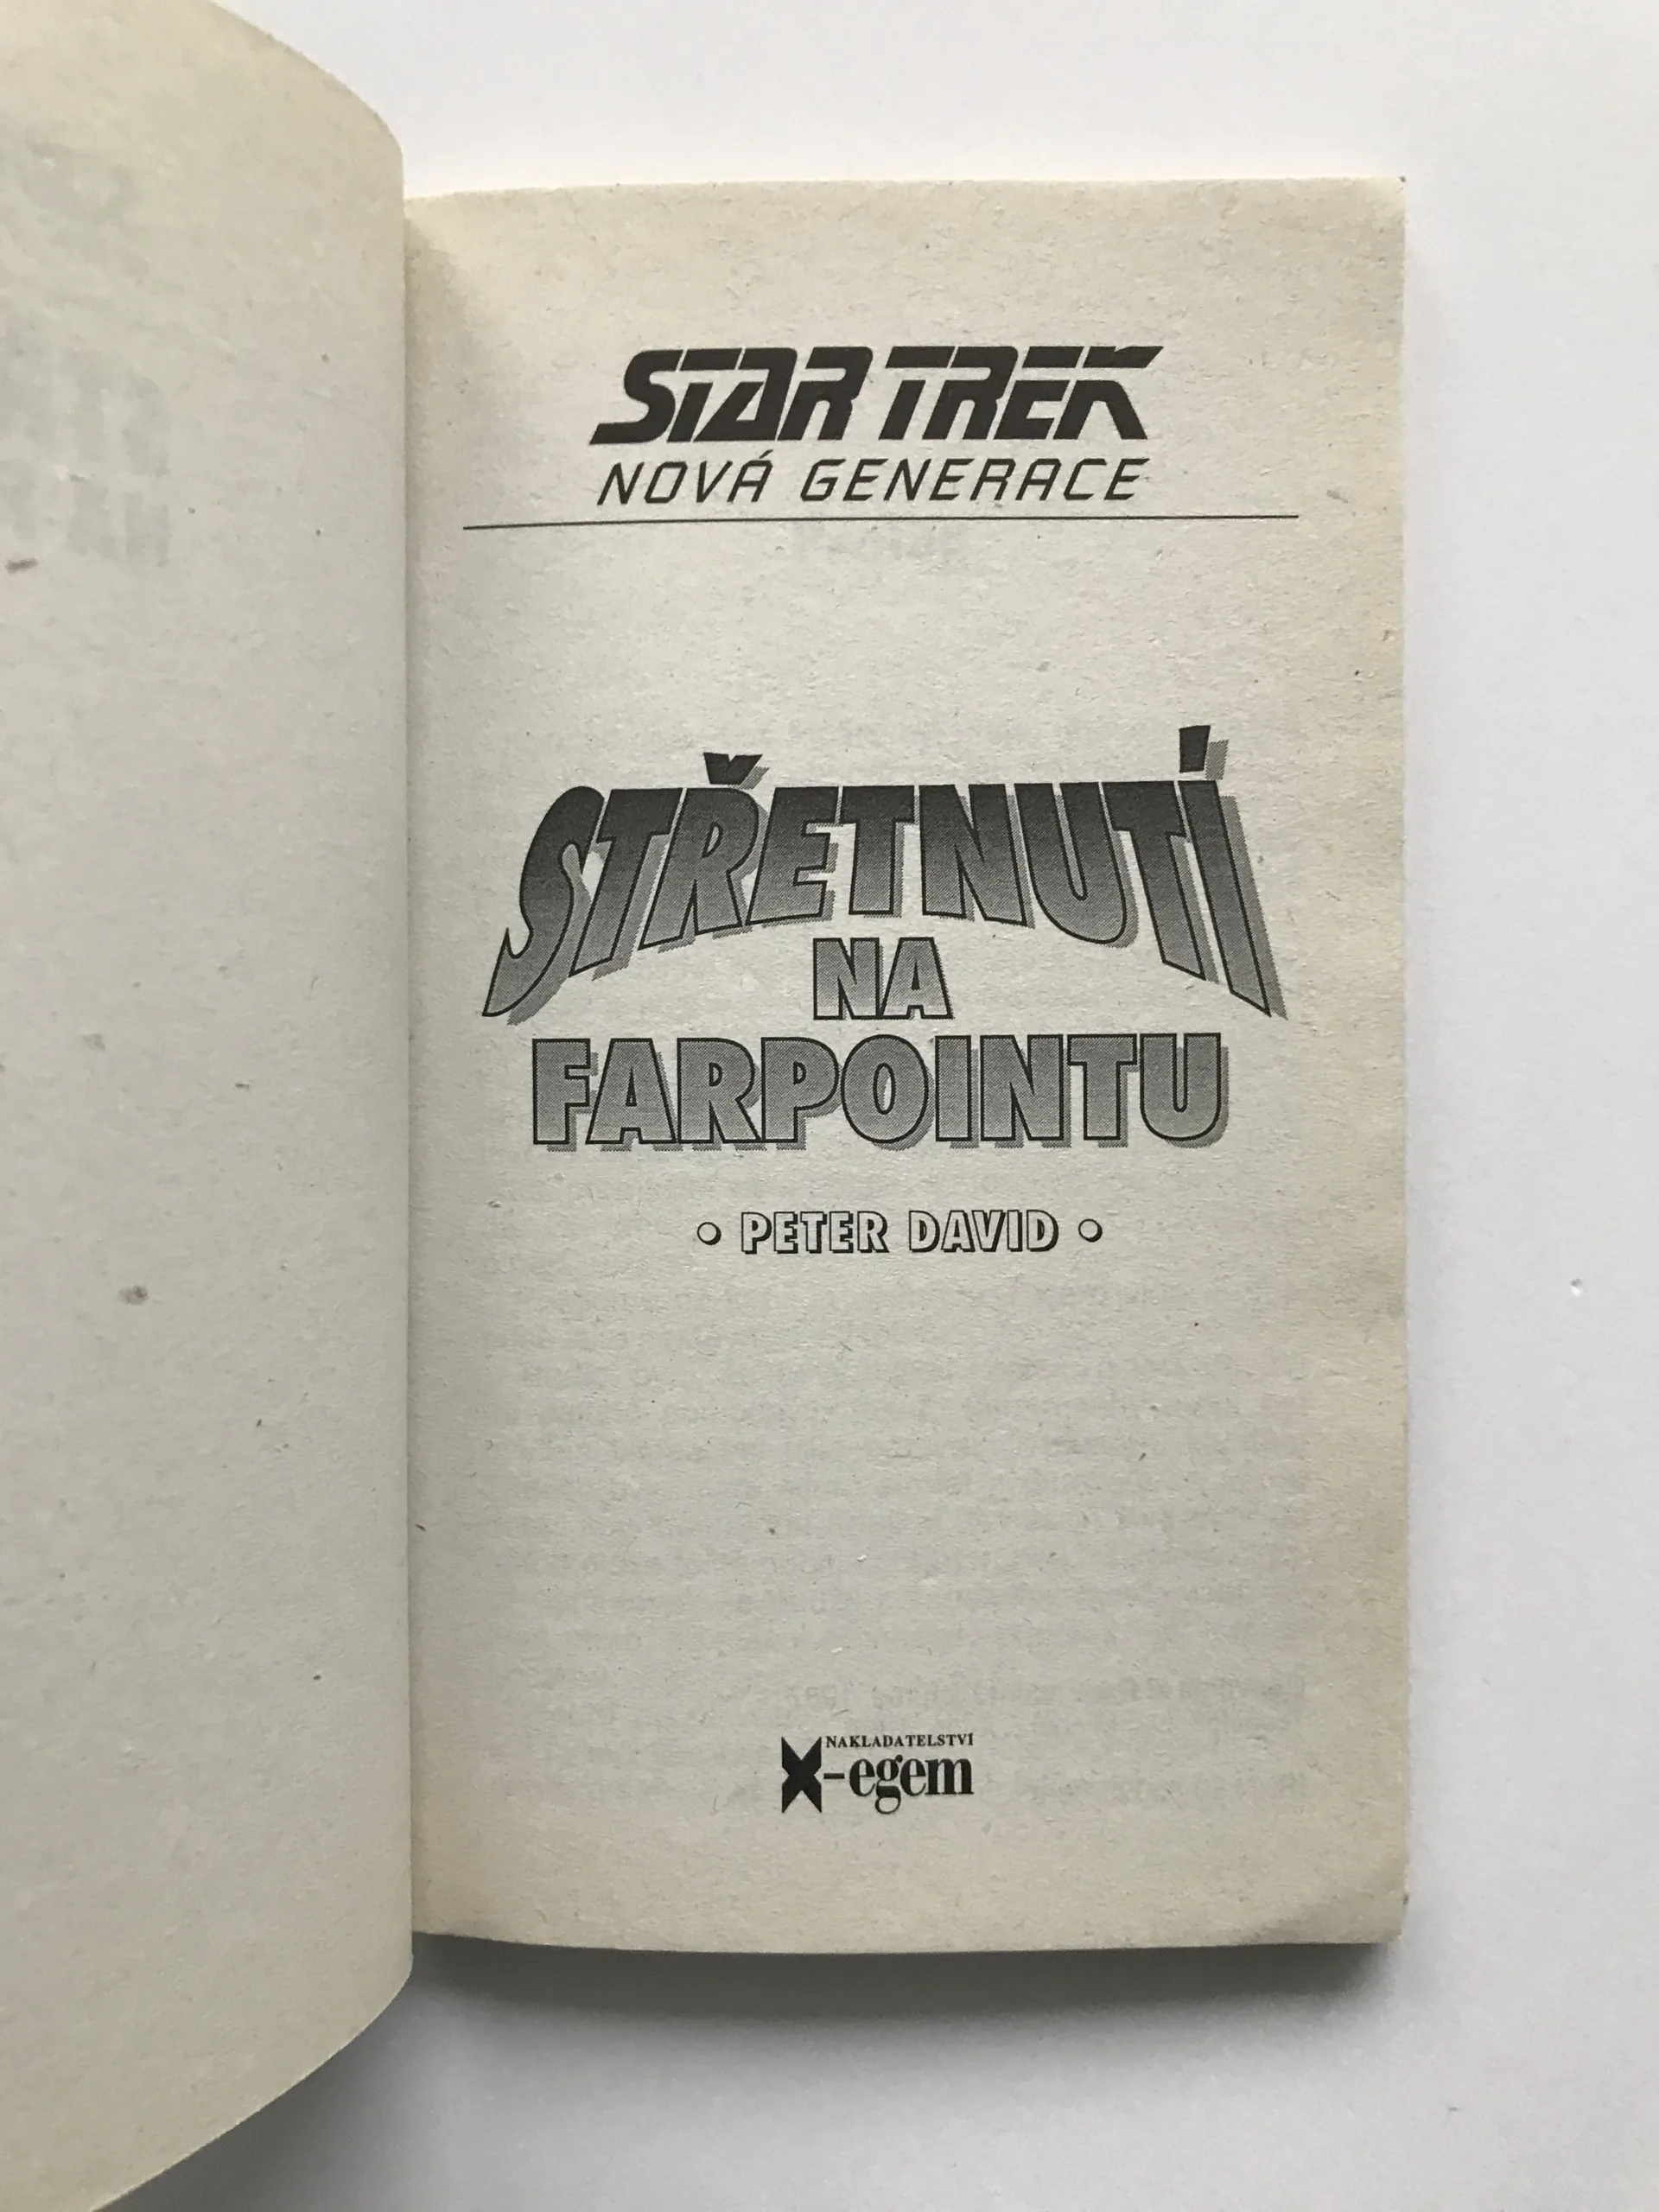 STAR TREK
NOVÁ GENERACE
STŘETNUTÍ
NA
FARPOINTU
• PETER DAVID •
NAKLADATELSTVÍ
X-egem